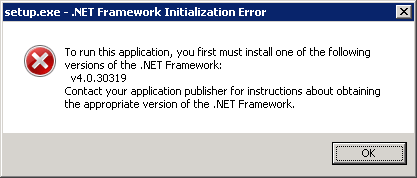 setup.exe - .NET Framework Initialization Error
To run this application, you first must install one of the following
versions of the .NET Framework:
v4.0.30319
Contact your application publisher for instructions about obtaining
the appropriate version of the .NET Framework.
OK